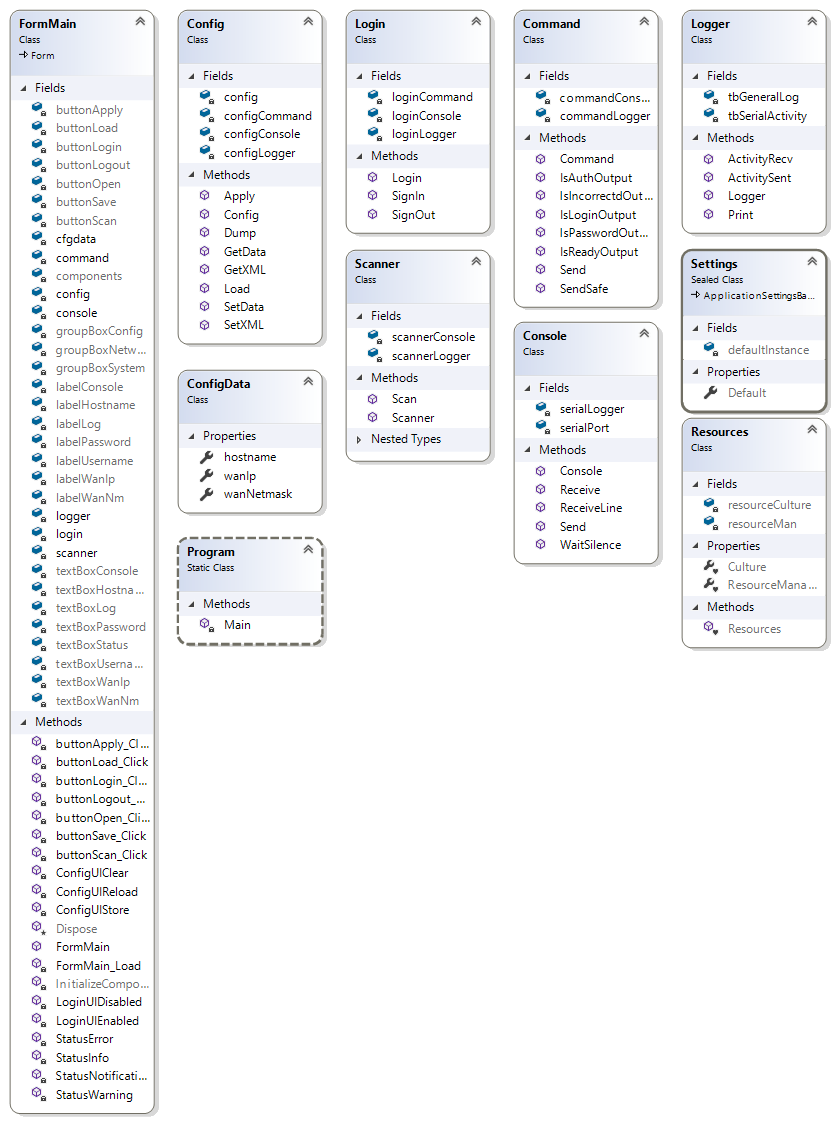 FormMain
Class
Form
Fields
buttonApply
buttonLoad
buttonLogin
buttonLogout
buttonOpen
buttonSave
buttonScan
cfgdata
command
components
config
console
groupBoxConfig
groupBoxNetw...
groupBoxSystem
labelConsole
labelHostname
labelLog
labelPassword
labelUsername
labelWanIp
labelWanNm
logger
login
scanner
textBoxConsole
textBoxHostna...
textBoxLog
textBoxPassword
textBoxStatus
textBoxUserna...
textBoxWanIp
textBoxWanNm
Methods
buttonApply_Cl...
buttonLoad_Click
buttonLogin_Cl...
buttonLogout_...
buttonOpen_Cli...
buttonSave_Click
buttonScan_Click
ConfigUIClear
ConfigUIReload
ConfigUIStore
Dispose
FormMain
FormMain_Load
InitializeCompo...
LoginUIDisabled
LoginUIEnabled
StatusError
StatusInfo
StatusNotificati...
StatusWarning
Config
Class
Fields
config
configCommand
configConsole
configLogger
Methods
Apply
Config
Dump
GetData
GetXML
Load
SetData
SetXML
ConfigData
Class
Properties
hostname
wanIp
wanNetmask
Program
Static Class
Methods
Main
Login
Class
Fields
loginCommand
loginConsole
loginLogger
Methods
Login
SignIn
SignOut
Scanner
Class
Fields
scannerConsole
scannerLogger
Methods
Scan
Scanner
Nested Types
Command
Class
Fields
commandCons...
commandLogger
Methods
Command
IsAuthOutput
IsIncorrectdOut...
IsLoginOutput
IsPasswordOut...
IsReadyOutput
Send
SendSafe
Console
Class
Fields
serialLogger
serialPort
Methods
Console
Receive
ReceiveLine
Send
WaitSilence
Logger
Class
Fields
tbGeneralLog
tbSerialActivity
Methods
ActivityRecv
ActivitySent
Logger
Print
Settings
Sealed Class
ApplicationSettingsBa...
Fields
defaultInstance
Properties
Default
Resources
Class
Fields
resourceCulture
resourceMan
Properties
Culture
ResourceMana...
Methods
Resources